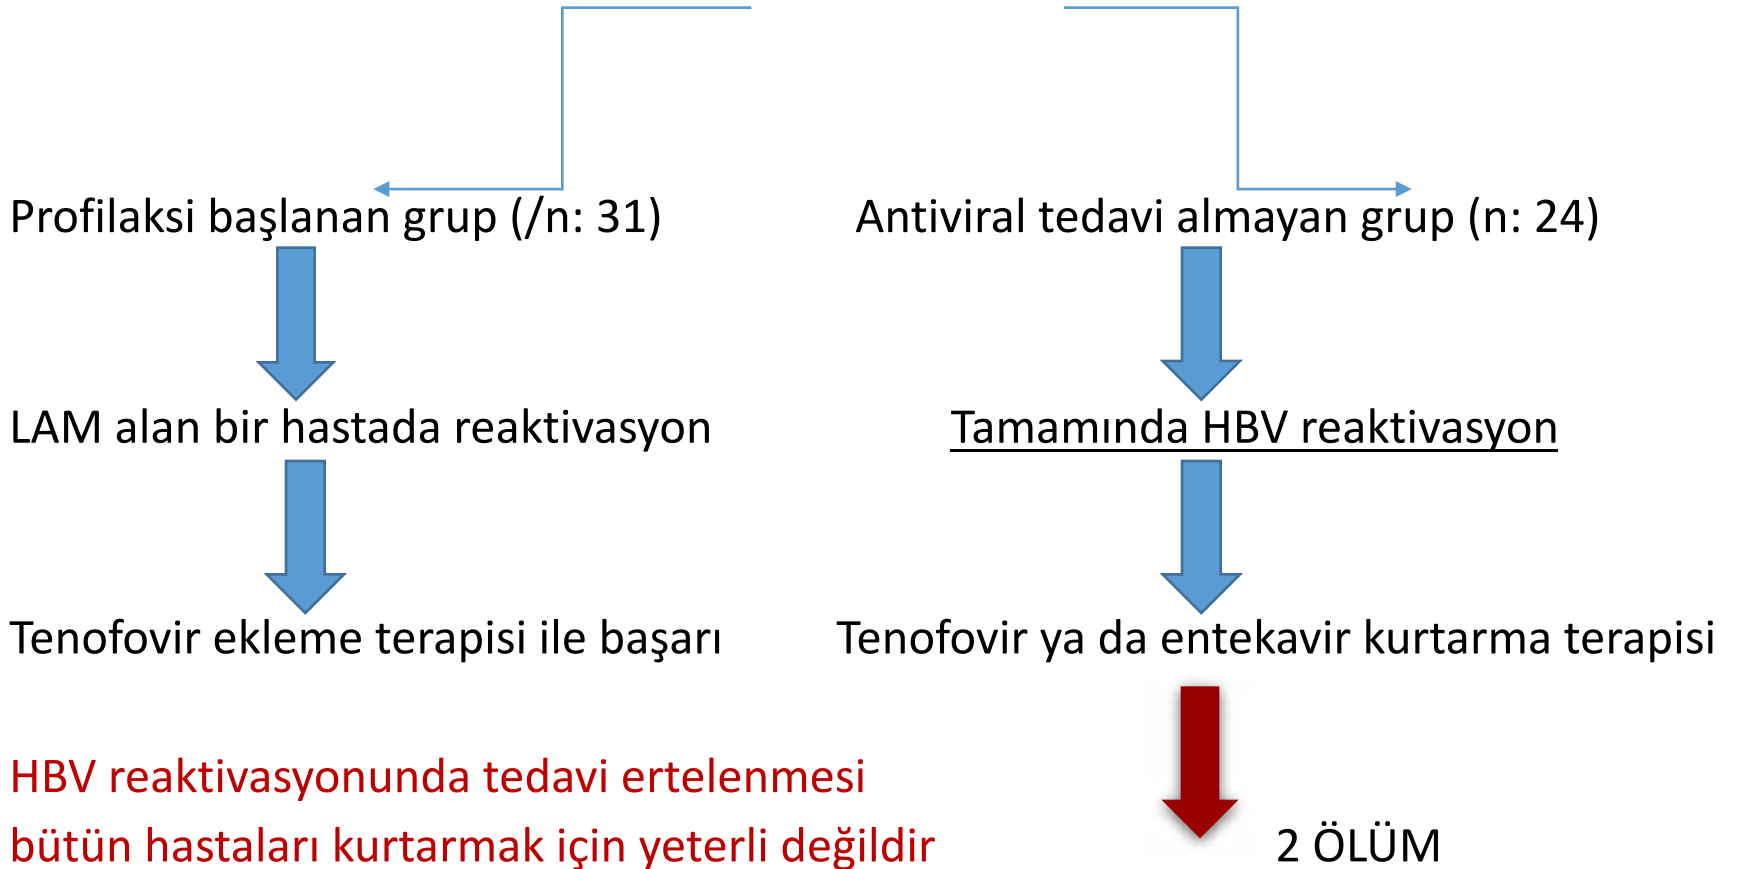 Profilaksi başlanan grup (/n: 31)
Antiviral tedavi almayan grup (n: 24)
LAM alan bir hastada reaktivasyon
Tamamında HBV reaktivasyon
Tenofovir ekleme terapisi ile başarı
Tenofovir ya da entekavir kurtarma terapisi
HBV reaktivasyonunda tedavi ertelenmesi
bütün hastaları kurtarmak için yeterli değildir
2 ÖLÜM